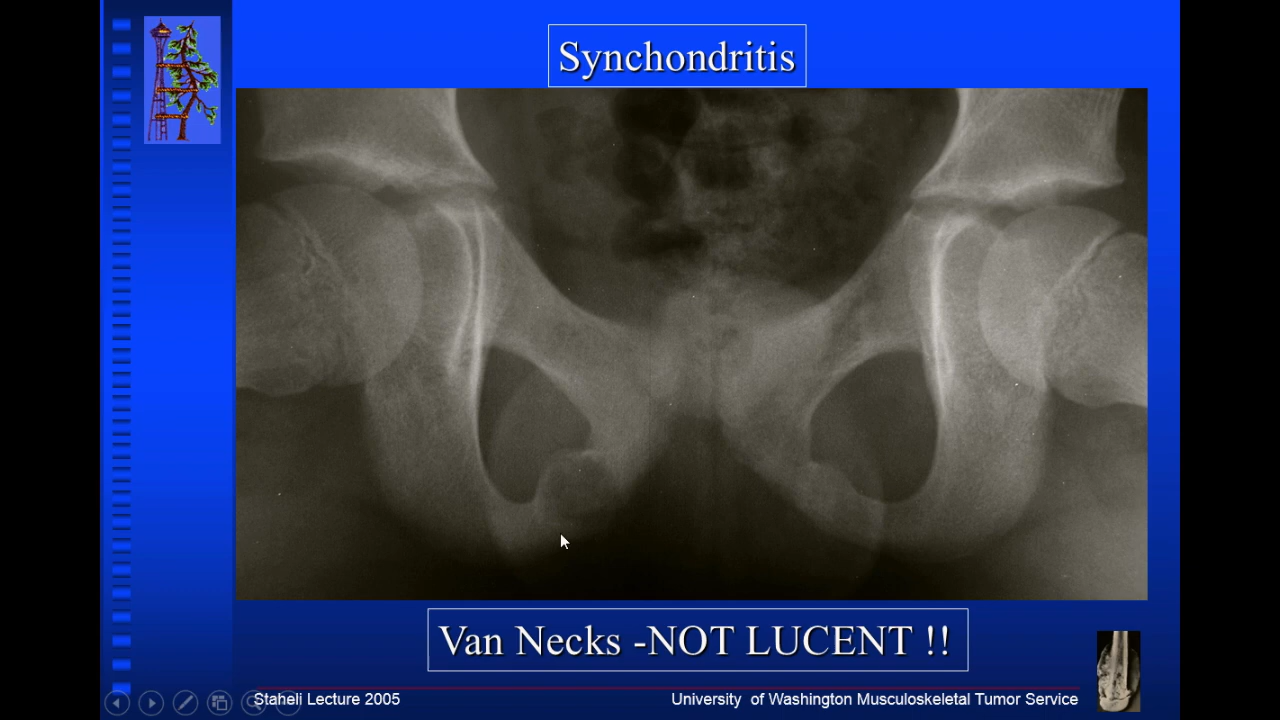 Synchondritis
Van Necks -NOT LUCENT !!
Staheli Lecture 2005
University of Washington Musculoskeletal Tumor Service